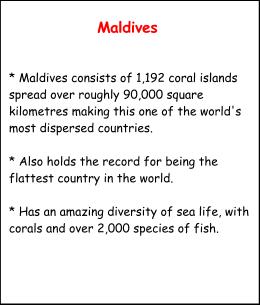 Maldives
* Maldives consists of 1,192 coral islands
spread over roughly 90,000 square
kilometres making this one of the world's
most dispersed countries.
* Also holds the record for being the
flattest country in the world.
* Has an amazing diversity of sea life, with
corals and over 2,000 species of fish.